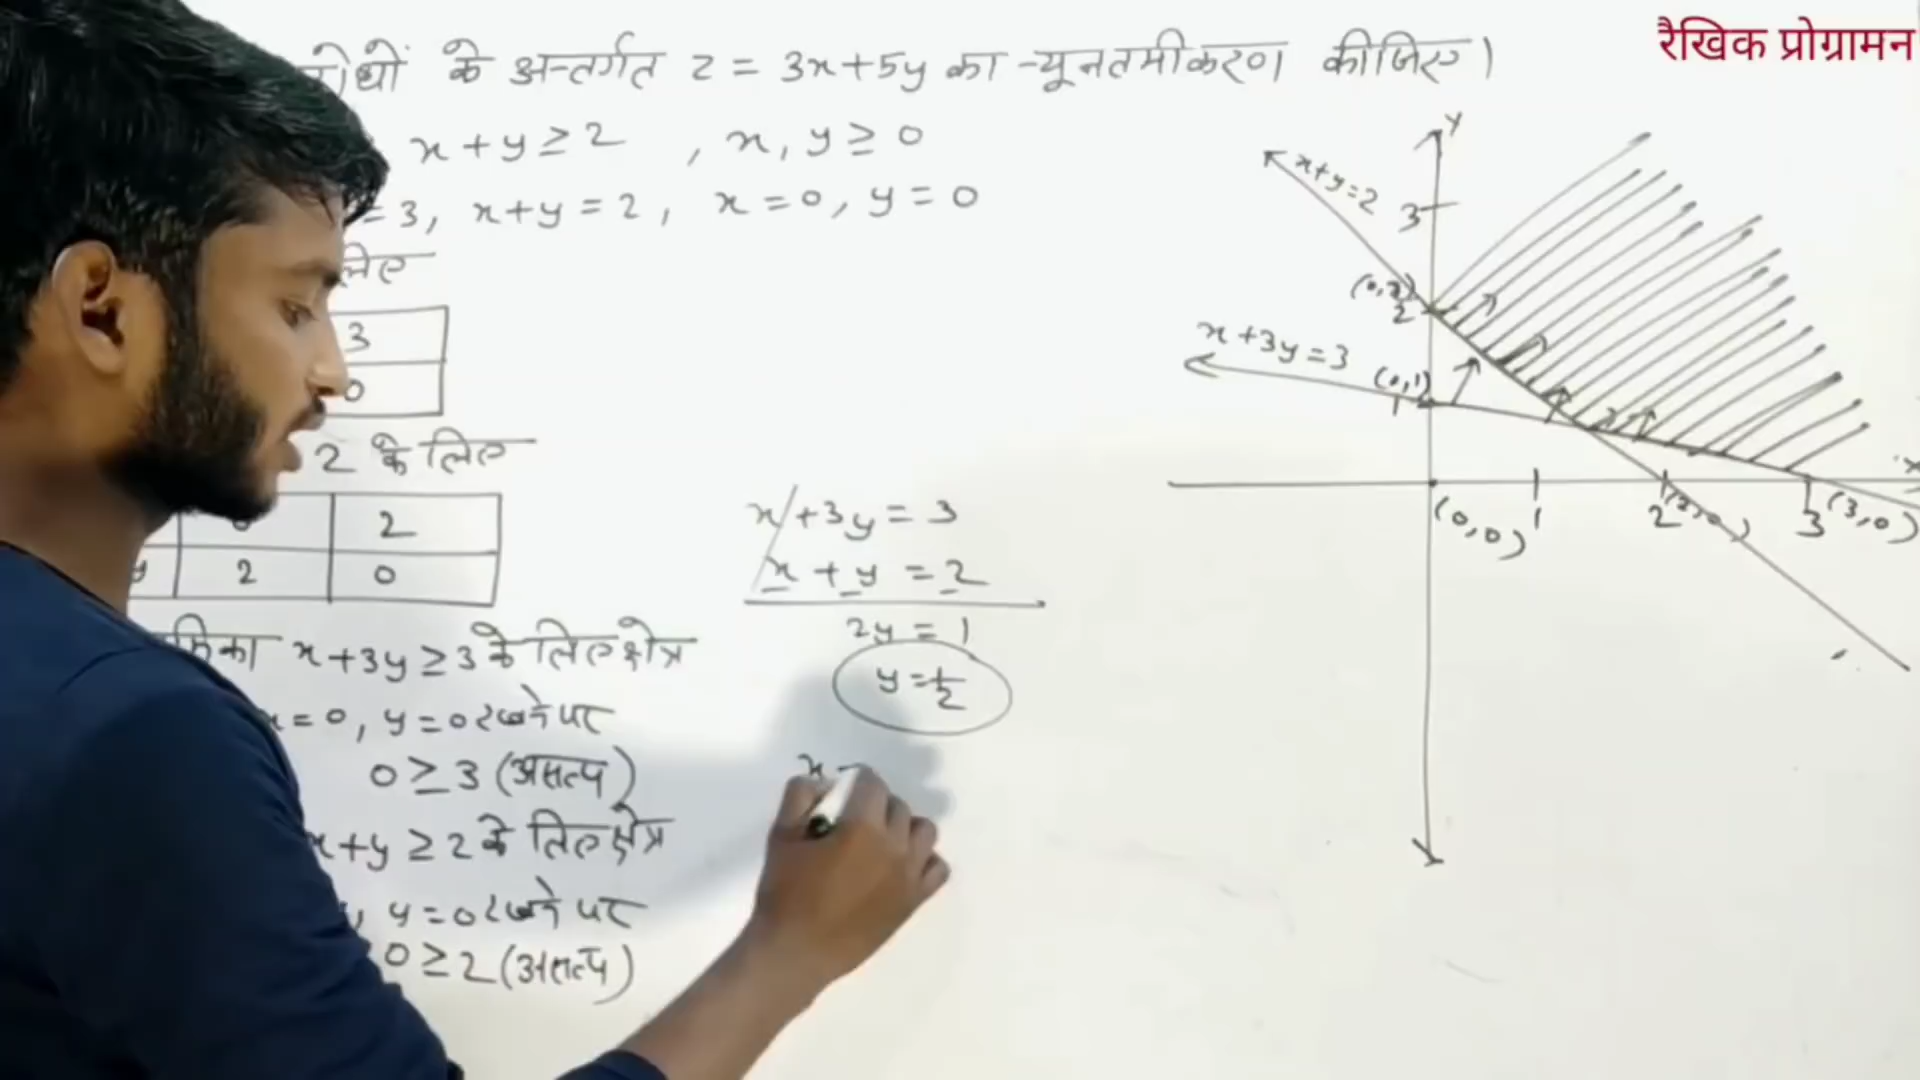 रैखिक प्रोग्रामन
के अन्तर्गत z = 3x+5y का न्यूनतमीकरण कीजिए।
x + y ≥ 2 , x, y ≥ 0
= 3, x+y = 2, x = 0, y = 0
लिए
3
0
2 के लिए
2
y 2 0
x+3y ≥ 3 के लिए क्षेत्र
x = 0, y = 0 रखने पर
0 ≥ 3 (असत्य)
x+y ≥ 2 के लिए क्षेत्र
y = 0 रखने पर
0 ≥ 2 (असत्य)
x + 3y = 3
x + y = 2
2y = 1
y = 1/2
x
Y
x+y=2
3
(0,2)
2
x+3y=3
(0,1)
1
X
(0,0)
1
2
(2,0)
3
(3,0)